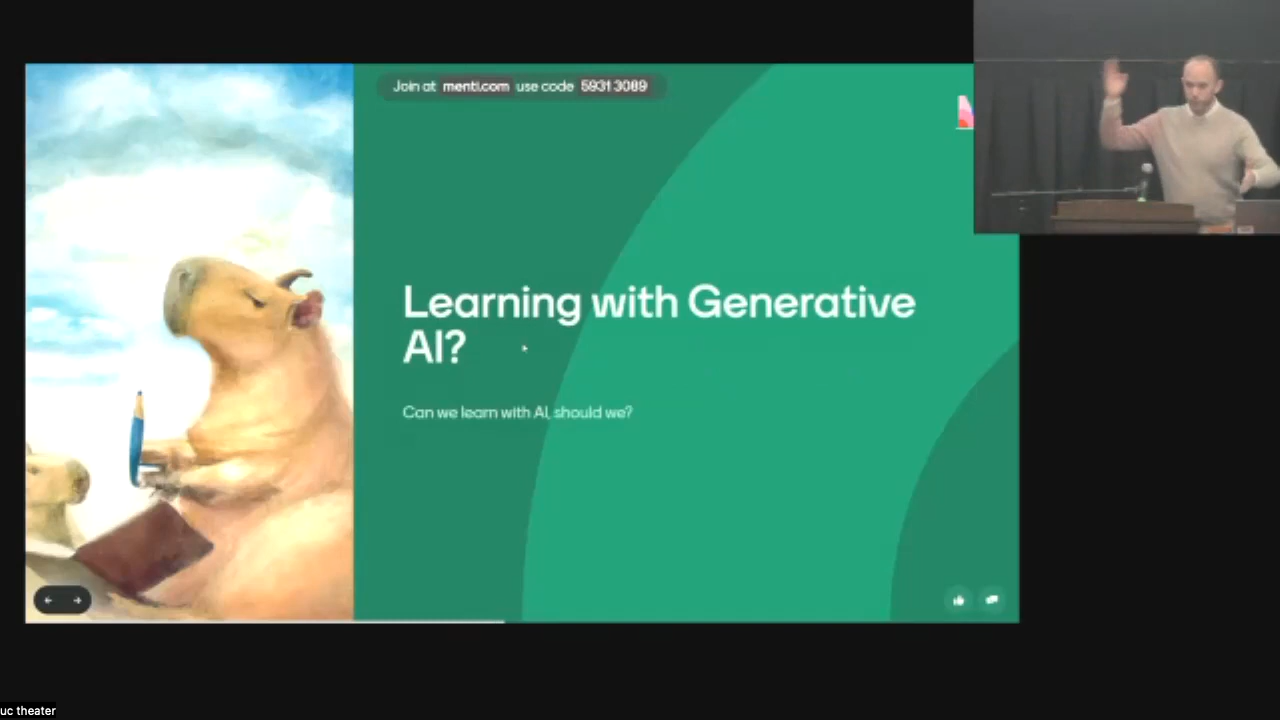 Join at menti.com use code 5931 3089
Learning with Generative
AI?
Can we learn with AI, should we?
uc theater